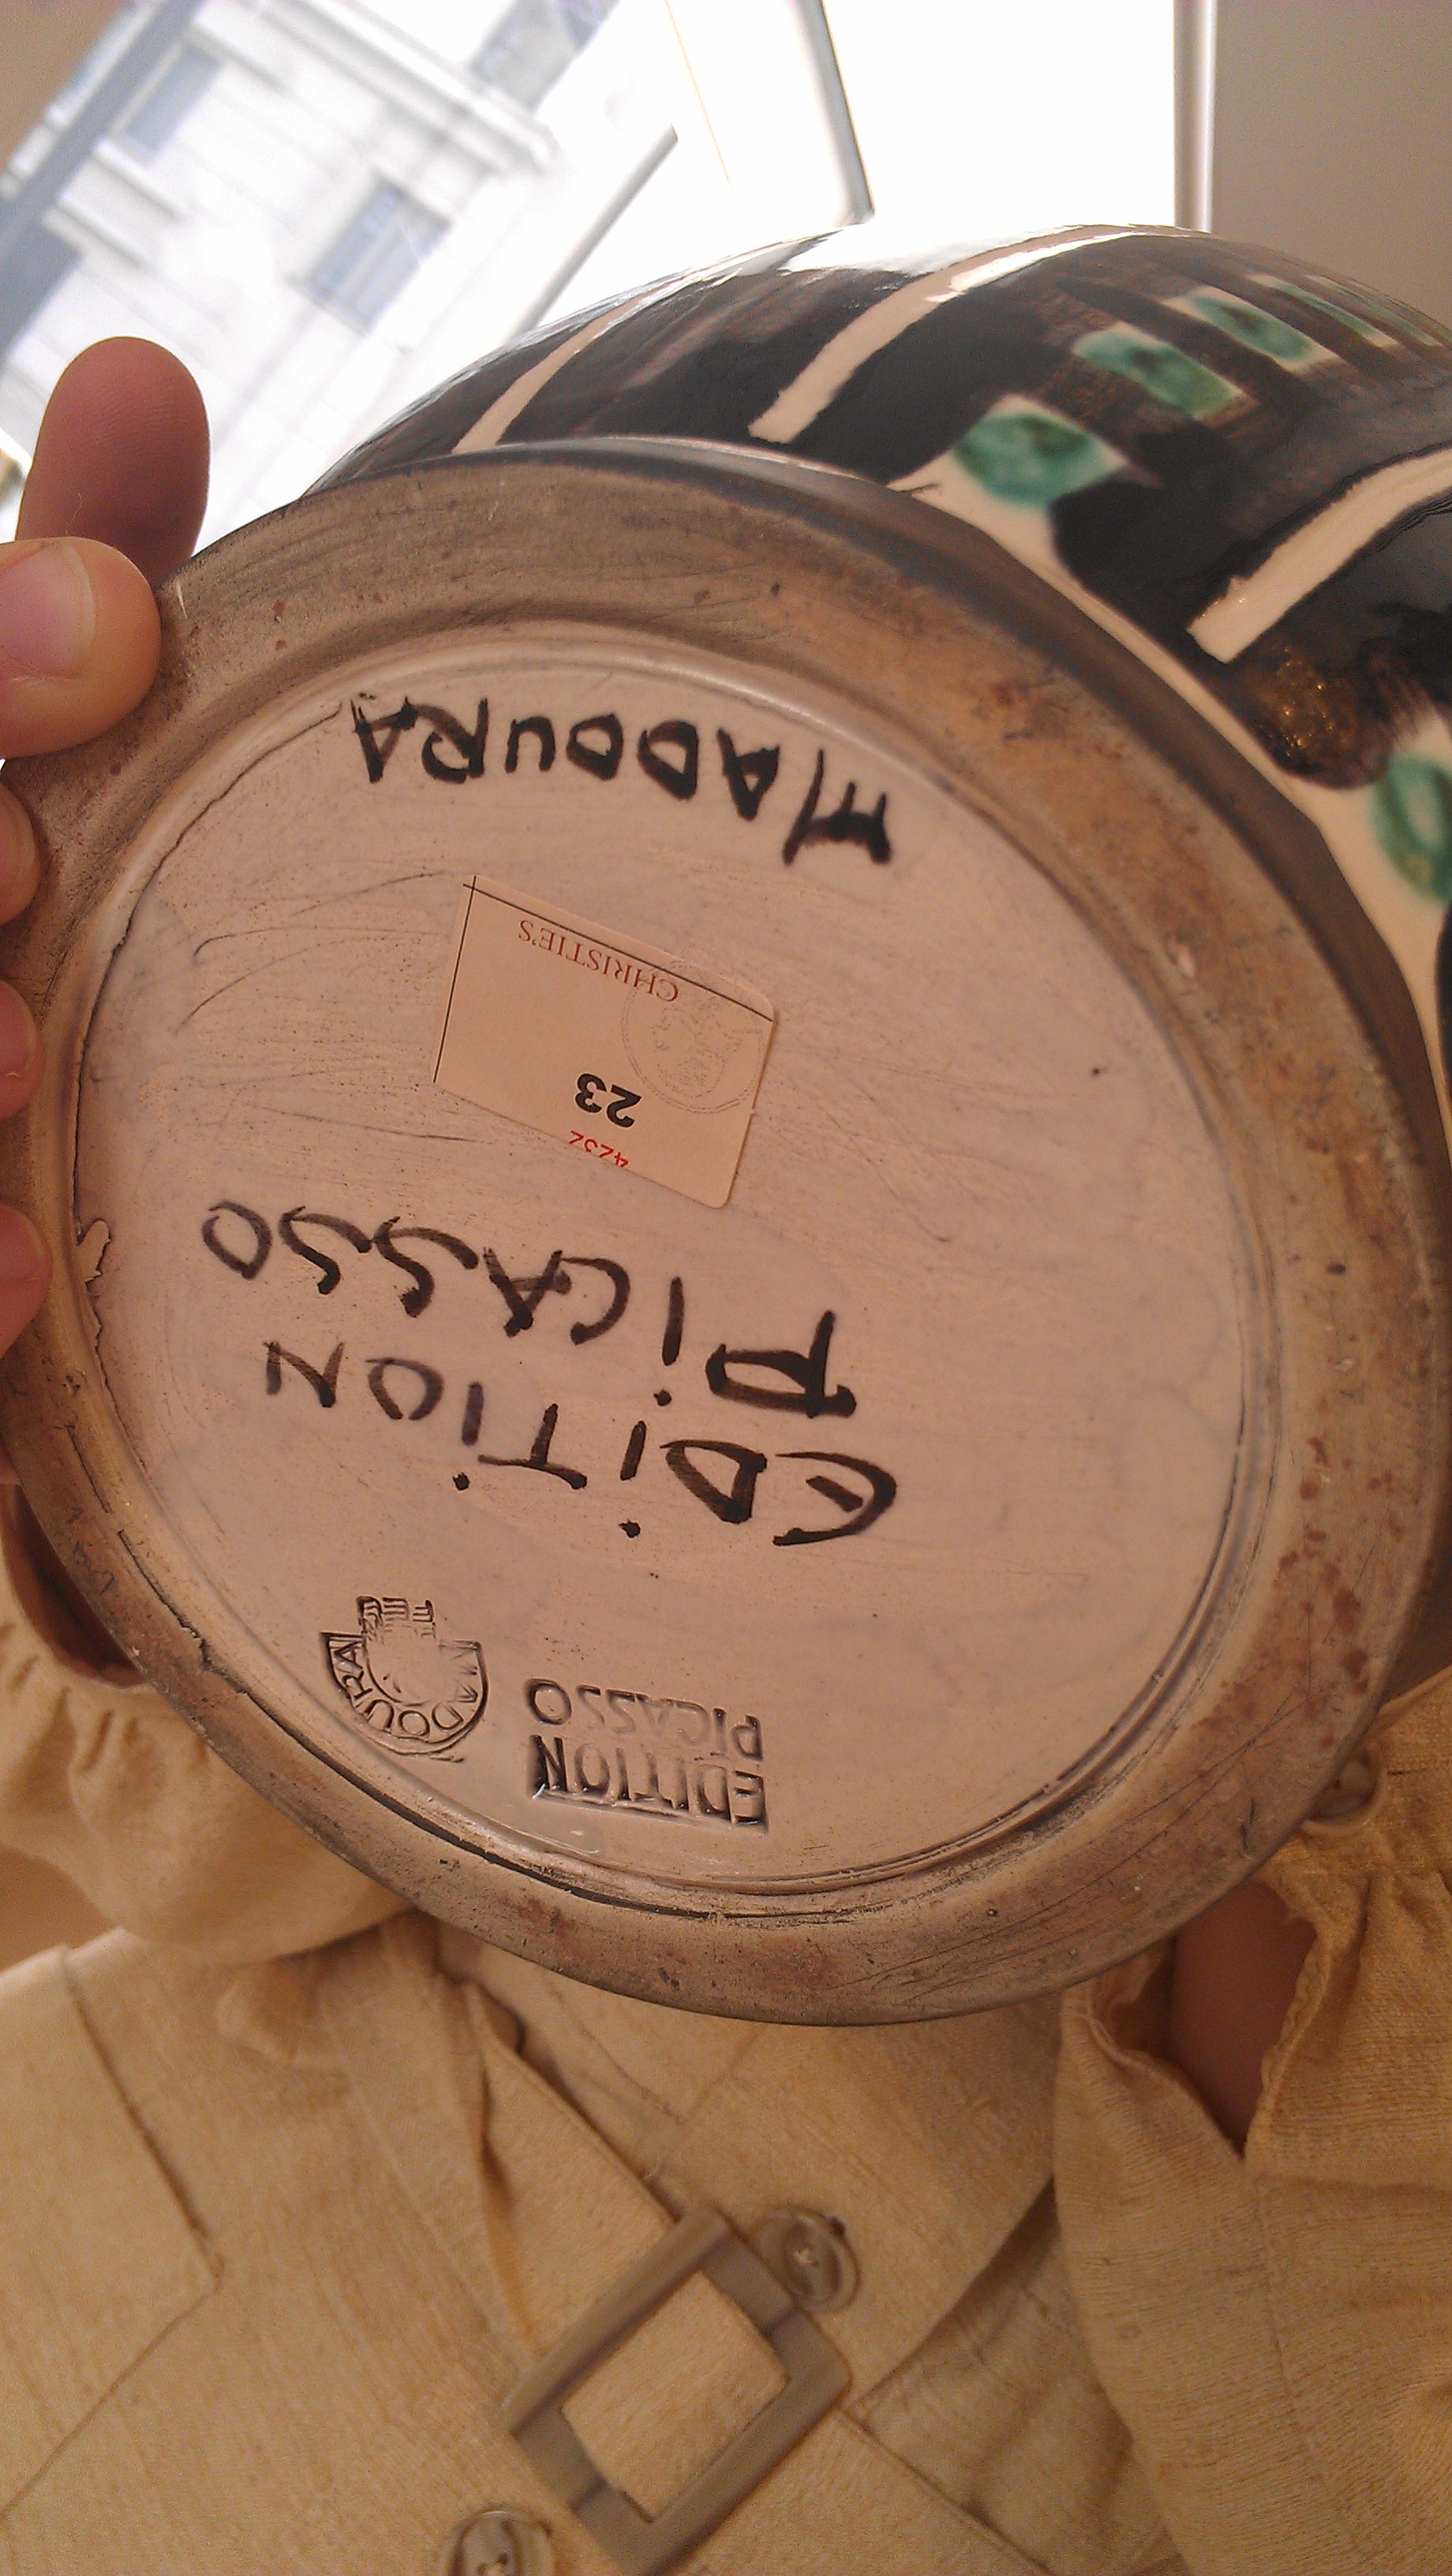 EDITION
PICASSO
MADOURA
EDiTiON
PiCASSO
4232
23
CHRISTIE'S
MADOURA